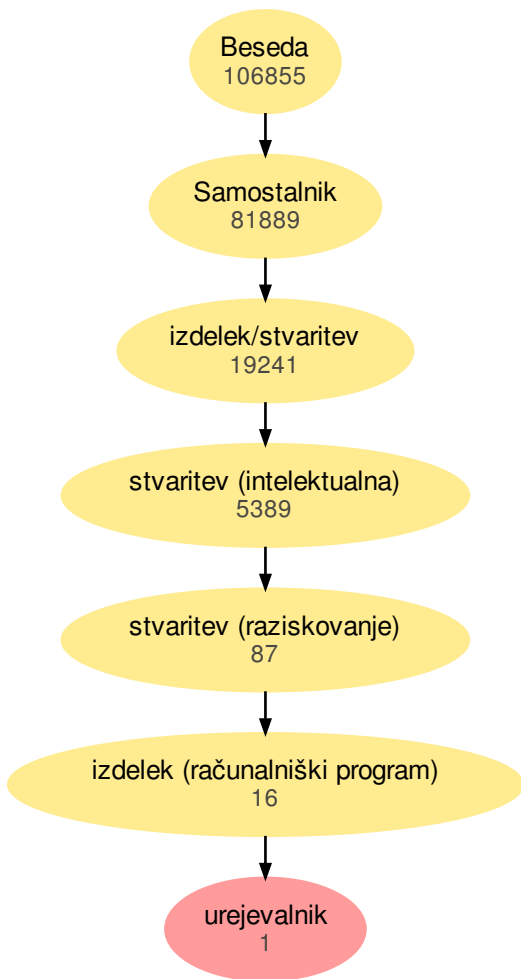 Beseda
106855
Samostalnik
81889
izdelek/stvaritev
19241
stvaritev (intelektualna)
5389
stvaritev (raziskovanje)
87
izdelek (računalniški program)
16
urejevalnik
1